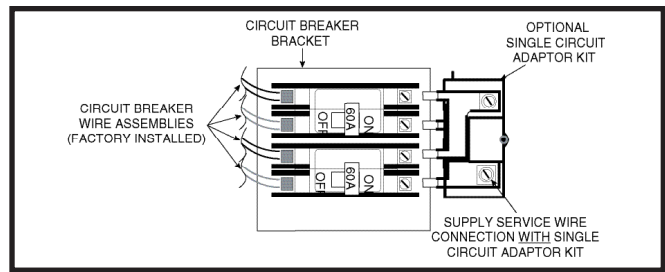 CIRCUIT BREAKER
BRACKET
OPTIONAL
SINGLE CIRCUIT
ADAPTOR KIT
CIRCUIT BREAKER
WIRE ASSEMBLIES
(FACTORY INSTALLED)
OFF
60A
ON
OFF
60A
ON
SUPPLY SERVICE WIRE
CONNECTION WITH SINGLE
CIRCUIT ADAPTOR KIT